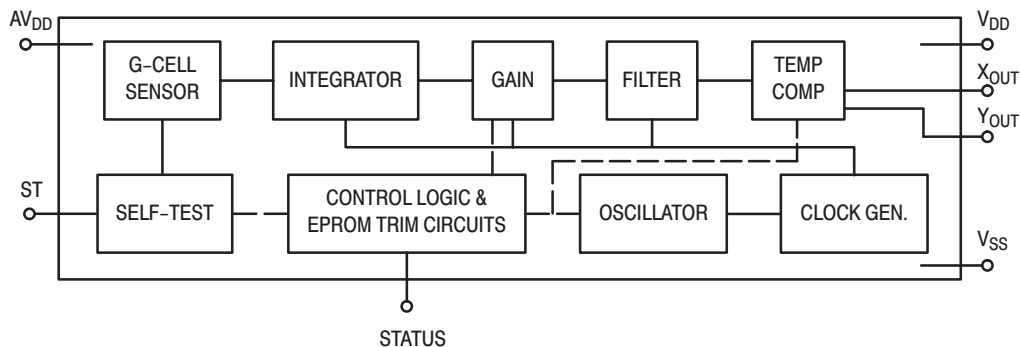 AVDD
VDD
G–CELL
SENSOR
INTEGRATOR
GAIN
FILTER
TEMP
COMP
XOUT
YOUT
ST
SELF–TEST
CONTROL LOGIC &
EPROM TRIM CIRCUITS
OSCILLATOR
CLOCK GEN.
VSS
STATUS